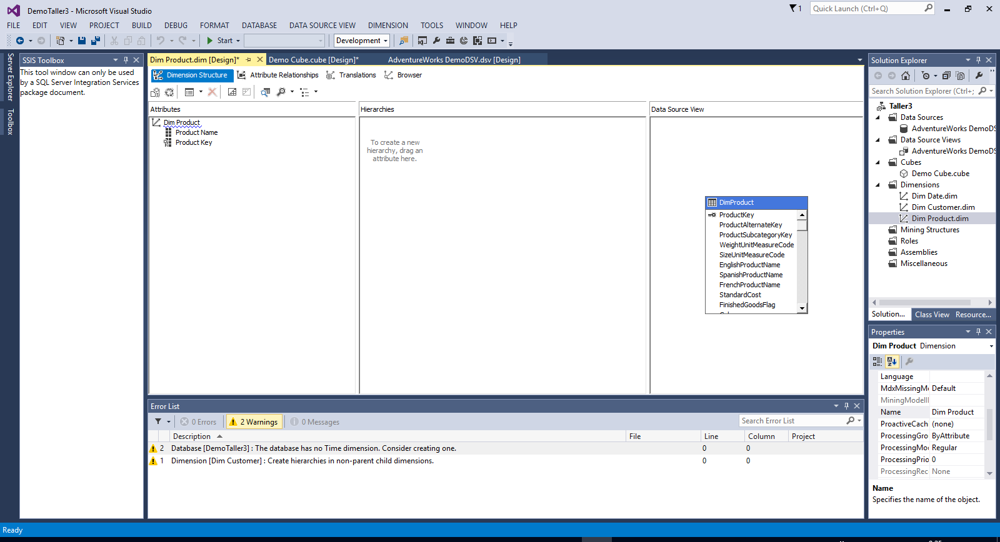 DemoTaller3 - Microsoft Visual Studio
1
Quick Launch (Ctrl+Q)
FILE EDIT VIEW PROJECT BUILD DEBUG FORMAT DATABASE DATA SOURCE VIEW DIMENSION TOOLS WINDOW HELP
Start
Development
Server Explorer
Toolbox
SSIS Toolbox
This tool window can only be used
by a SQL Server Integration Services
package document.
Dim Product.dim [Design]*
Demo Cube.cube [Design]*
AdventureWorks DemoDSV.dsv [Design]
Dimension Structure
Attribute Relationships
Translations
Browser
Attributes
Dim Product
Product Name
Product Key
Hierarchies
To create a new
hierarchy, drag an
attribute here.
Data Source View
DimProduct
ProductKey
ProductAlternateKey
ProductSubcategoryKey
WeightUnitMeasureCode
SizeUnitMeasureCode
EnglishProductName
SpanishProductName
FrenchProductName
StandardCost
FinishedGoodsFlag
Error List
0 Errors
2 Warnings
0 Messages
Search Error List
Description File Line Column Project
2 Database [DemoTaller3] : The database has no Time dimension. Consider creating one. 0 0
1 Dimension [Dim Customer] : Create hierarchies in non-parent child dimensions. 0 0
Solution Explorer
Search Solution Explorer (Ctrl+;
Taller3
Data Sources
AdventureWorks DemoDS
Data Source Views
AdventureWorks DemoDS
Cubes
Demo Cube.cube
Dimensions
Dim Date.dim
Dim Customer.dim
Dim Product.dim
Mining Structures
Roles
Assemblies
Miscellaneous
Solution... Class View Resource...
Properties
Dim Product Dimension
Language
MdxMissingM Default
MiningModelI
Name Dim Product
ProactiveCach (none)
ProcessingGro ByAttribute
ProcessingMo Regular
ProcessingPrio 0
ProcessingRec None
Name
Specifies the name of the object.
Ready